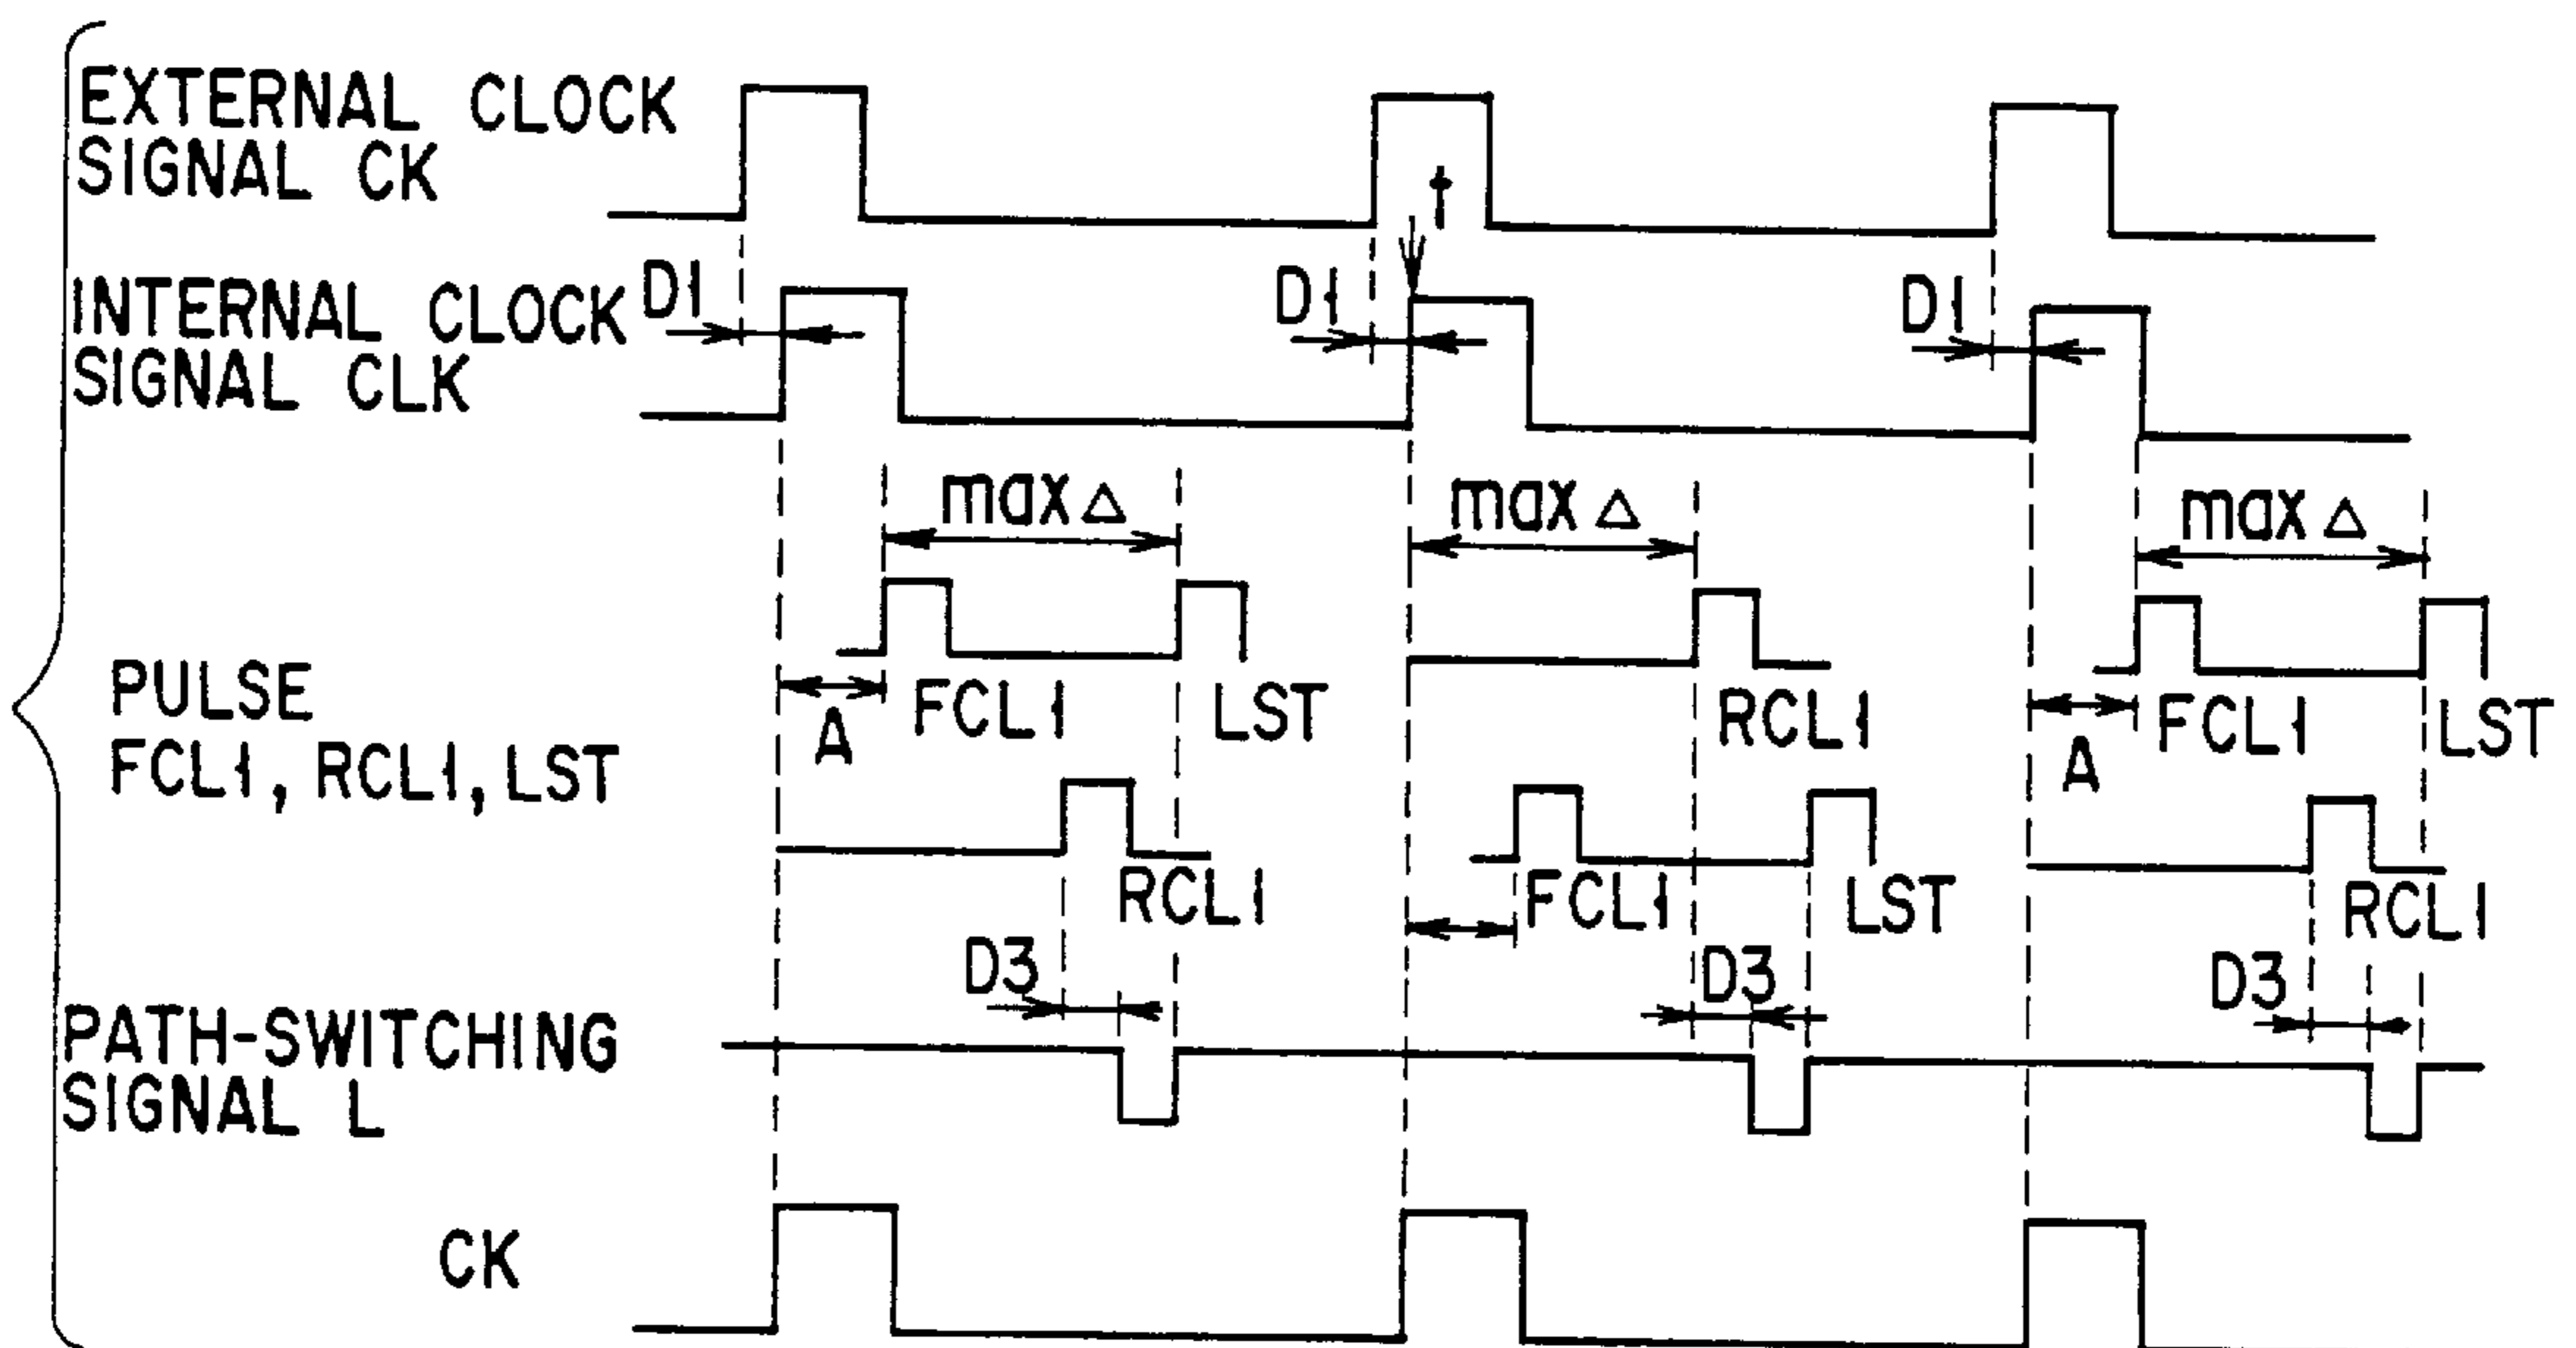 EXTERNAL CLOCK
SIGNAL CK
t
INTERNAL CLOCK
SIGNAL CLK
D1
D1
D1
max △
max △
max △
PULSE
FCL1, RCL1, LST
A
FCL1
LST
RCL1
A
FCL1
LST
RCL1
FCL1
LST
RCL1
PATH-SWITCHING
SIGNAL L
D3
D3
D3
CK